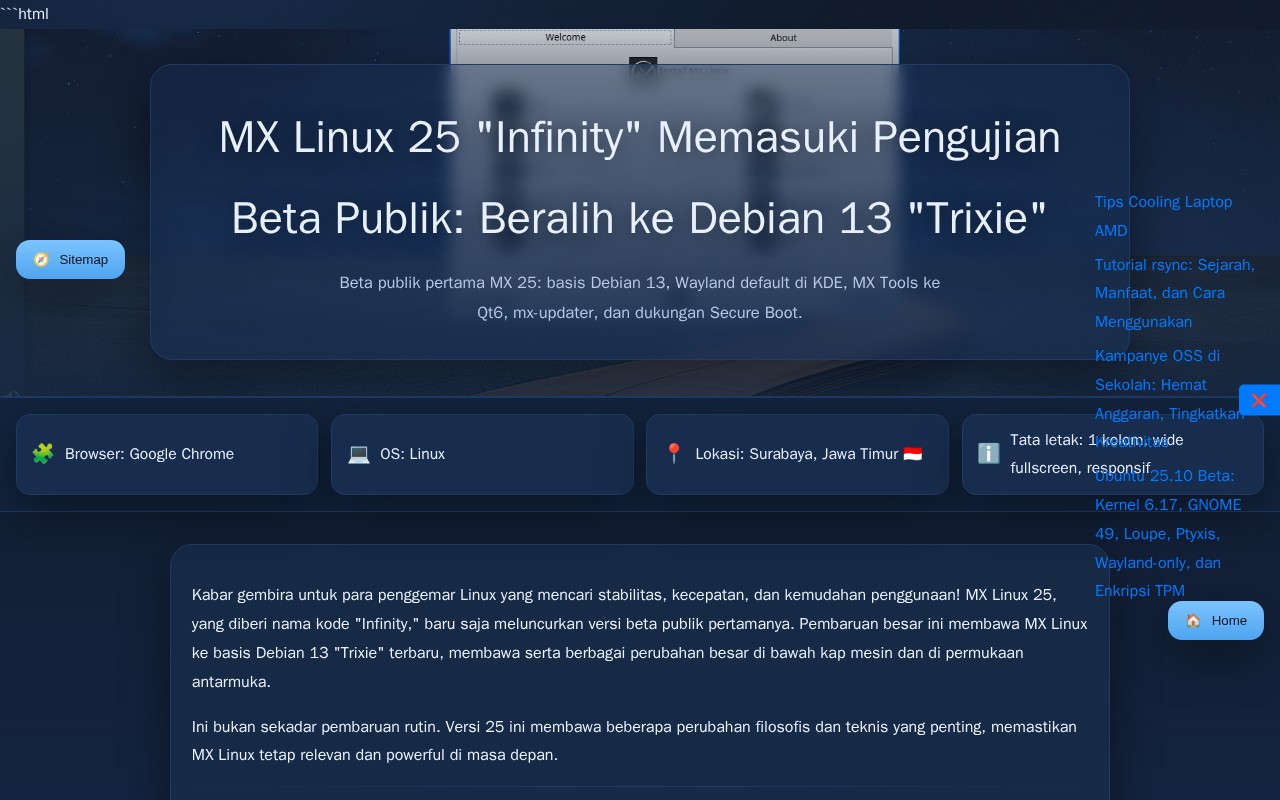 ```html
Welcome
About
MX Linux 25 "Infinity" Memasuki Pengujian
Beta Publik: Beralih ke Debian 13 "Trixie"
Beta publik pertama MX 25: basis Debian 13, Wayland default di KDE, MX Tools ke
Qt6, mx-updater, dan dukungan Secure Boot.
Sitemap
Tips Cooling Laptop
AMD
Tutorial rsync: Sejarah,
Manfaat, dan Cara
Menggunakan
Kampanye OSS di
Sekolah: Hemat
Anggaran, Tingkatkan
Ubuntu 25.10 Beta:
Kernel 6.17, GNOME
49, Loupe, Ptyxis,
Wayland-only, dan
Enkripsi TPM
Browser: Google Chrome
OS: Linux
Lokasi: Surabaya, Jawa Timur
Tata letak: 1 kolom, wide
fullscreen, responsif
Home
Kabar gembira untuk para penggemar Linux yang mencari stabilitas, kecepatan, dan kemudahan penggunaan! MX Linux 25,
yang diberi nama kode "Infinity," baru saja meluncurkan versi beta publik pertamanya. Pembaruan besar ini membawa MX Linux
ke basis Debian 13 "Trixie" terbaru, membawa serta berbagai perubahan besar di bawah kap mesin dan di permukaan
antarmuka.
Ini bukan sekadar pembaruan rutin. Versi 25 ini membawa beberapa perubahan filosofis dan teknis yang penting, memastikan
MX Linux tetap relevan dan powerful di masa depan.